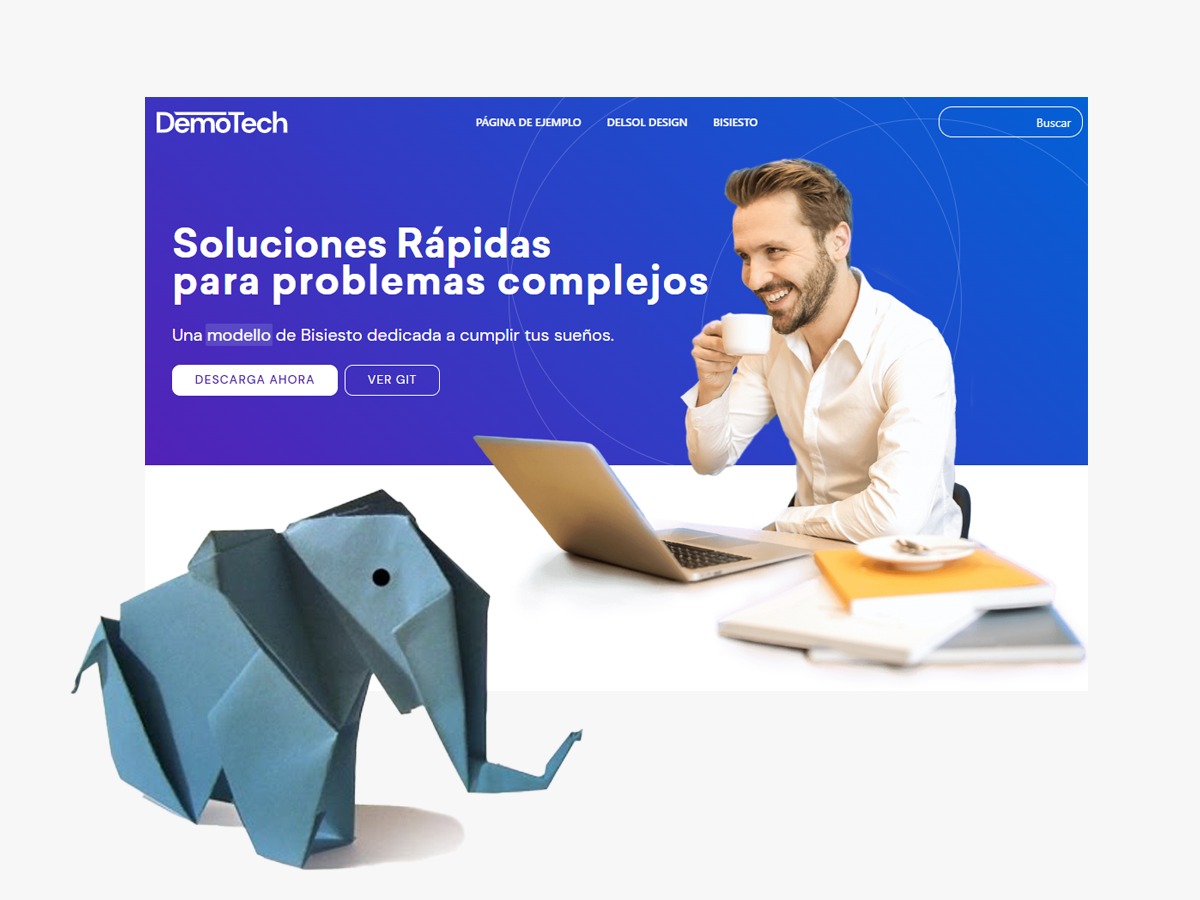 DemoTech
PÁGINA DE EJEMPLO
DELSOL DESIGN
BISIESTO
Buscar
Soluciones Rápidas
para problemas complejos
Una modello de Bisiesto dedicada a cumplir tus sueños.
DESCARGA AHORA
VER GIT